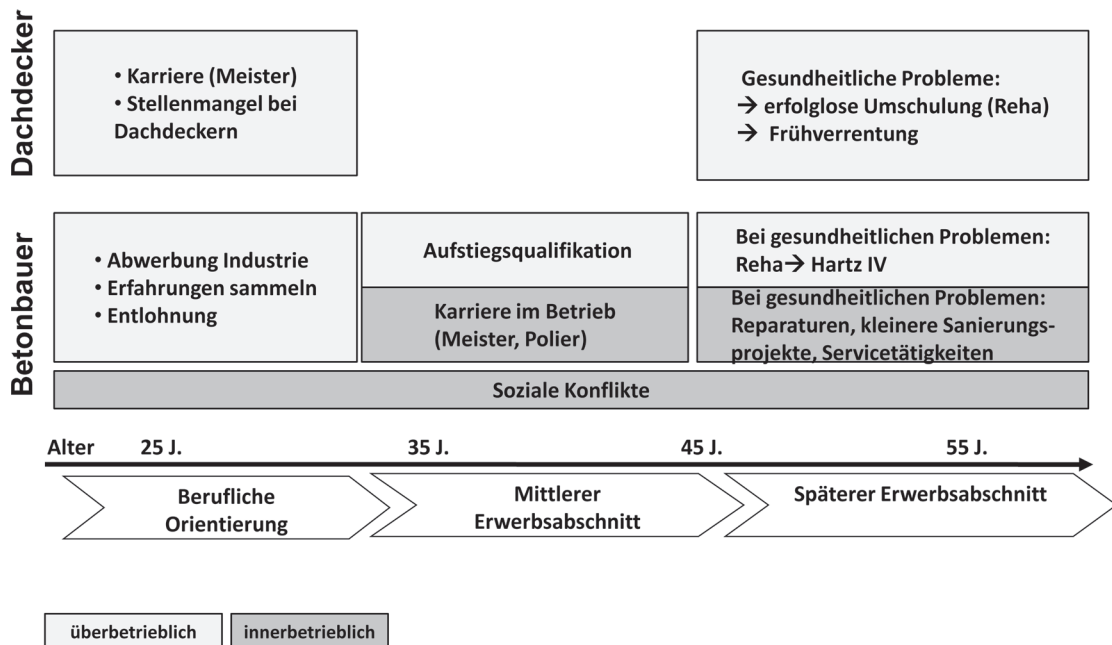 Dachdecker
• Karriere (Meister)
• Stellenmangel bei
Dachdeckern
Gesundheitliche Probleme:
→ erfolglose Umschulung (Reha)
→ Frühverrentung
Betonbauer
• Abwerbung Industrie
• Erfahrungen sammeln
• Entlohnung
Aufstiegsqualifikation
Karriere im Betrieb
(Meister, Polier)
Bei gesundheitlichen Problemen:
Reha→ Hartz IV
Bei gesundheitlichen Problemen:
Reparaturen, kleinere Sanierungs-
projekte, Servicetätigkeiten
Soziale Konflikte
Alter 25 J. 35 J. 45 J. 55 J.
Berufliche
Orientierung
Mittlerer
Erwerbsabschnitt
Späterer Erwerbsabschnitt
überbetrieblich
innerbetrieblich